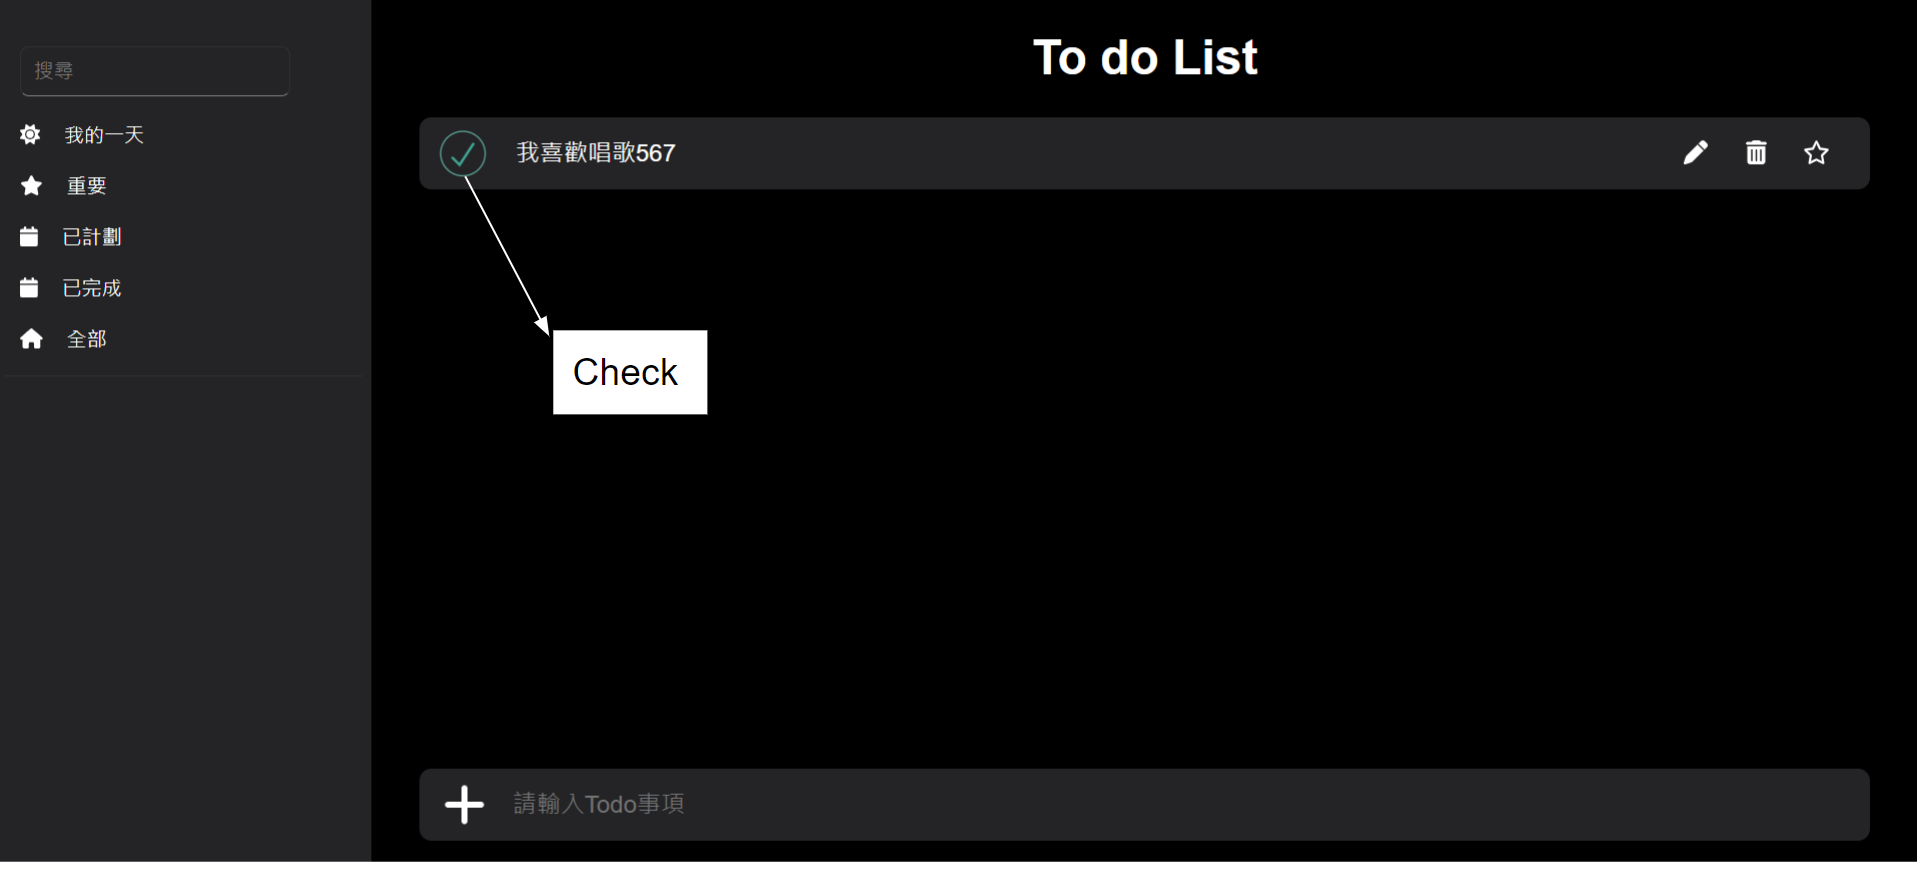 搜尋
我的一天
重要
已計劃
已完成
全部
To do List
我喜歡唱歌567
Check
請輸入Todo事項